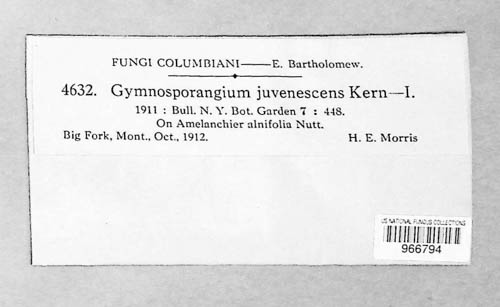 FUNGI COLUMBIANI—E. Bartholomew.
4632. Gymnosporangium juvenescens Kern—I.
1911 : Bull. N. Y. Bot. Garden 7 : 448.
On Amelanchier alnifolia Nutt.
Big Fork, Mont., Oct., 1912. H. E. Morris
US NATIONAL FUNGUS COLLECTIONS
966794